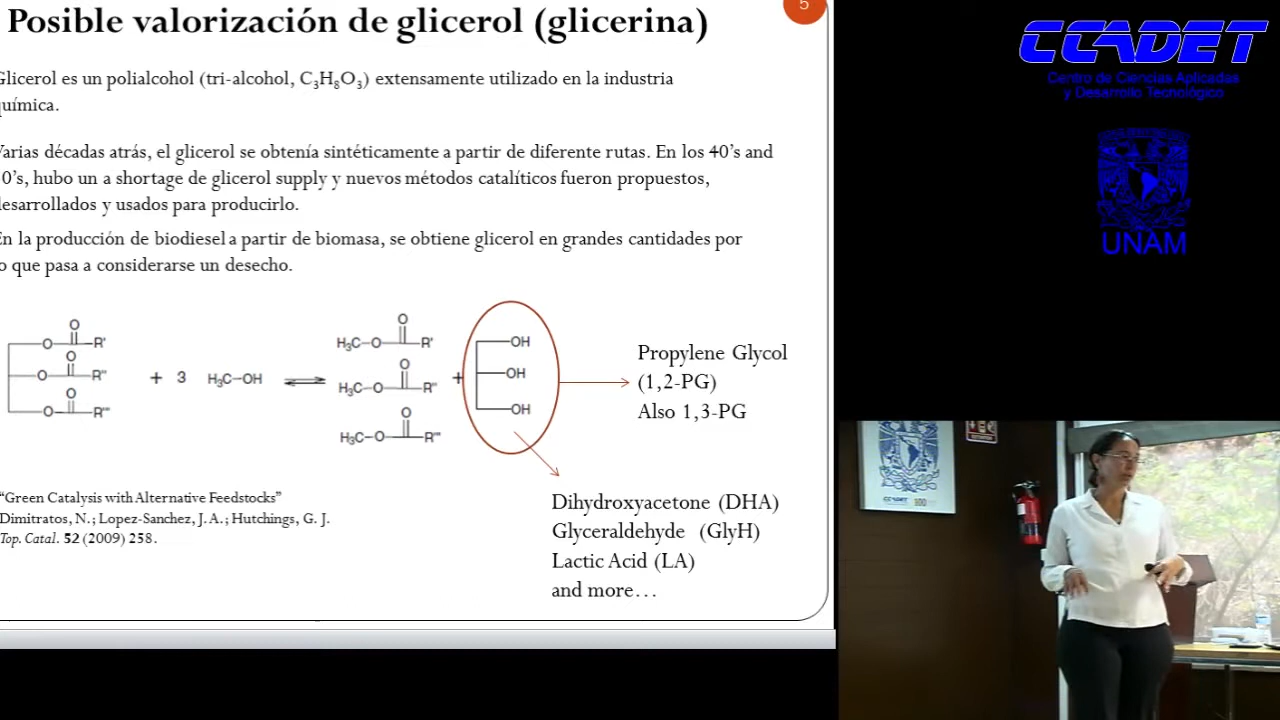 5
Posible valorización de glicerol (glicerina)
Glicerol es un polialcohol (tri-alcohol, C₃H₈O₃) extensamente utilizado en la industria
química.
Varias décadas atrás, el glicerol se obtenía sintéticamente a partir de diferente rutas. En los 40's and
0's, hubo un a shortage de glicerol supply y nuevos métodos catalíticos fueron propuestos,
desarrollados y usados para producirlo.
En la producción de biodiesel a partir de biomasa, se obtiene glicerol en grandes cantidades por
o que pasa a considerarse un desecho.
O O R'
O O R''
O O R'''
+ 3 H₃C-OH
H₃C-O O R'
H₃C-O O R''
H₃C-O O R'''
+
OH
OH
OH
Propylene Glycol
(1,2-PG)
Also 1,3-PG
Dihydroxyacetone (DHA)
Glyceraldehyde (GlyH)
Lactic Acid (LA)
and more…
"Green Catalysis with Alternative Feedstocks"
Dimitratos, N.; Lopez-Sanchez, J. A.; Hutchings, G. J.
Top. Catal. 52 (2009) 258.
CCADET
Centro de Ciencias Aplicadas
y Desarrollo Tecnológico
UNAM
CCADET